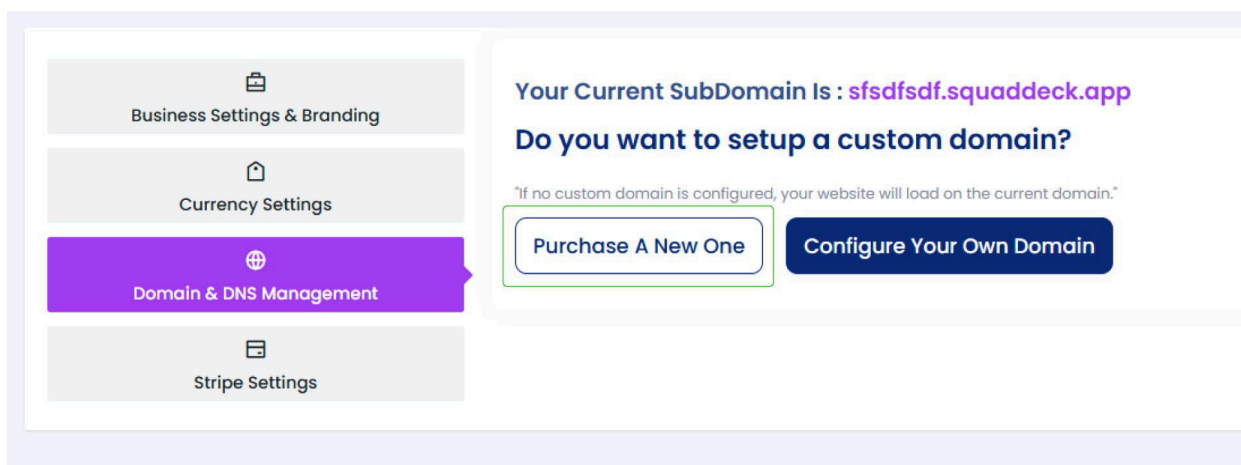 Business Settings & Branding
Currency Settings
Domain & DNS Management
Stripe Settings
Your Current SubDomain Is : sfsdfsdf.squaddeck.app
Do you want to setup a custom domain?
"If no custom domain is configured, your website will load on the current domain."
Purchase A New One
Configure Your Own Domain